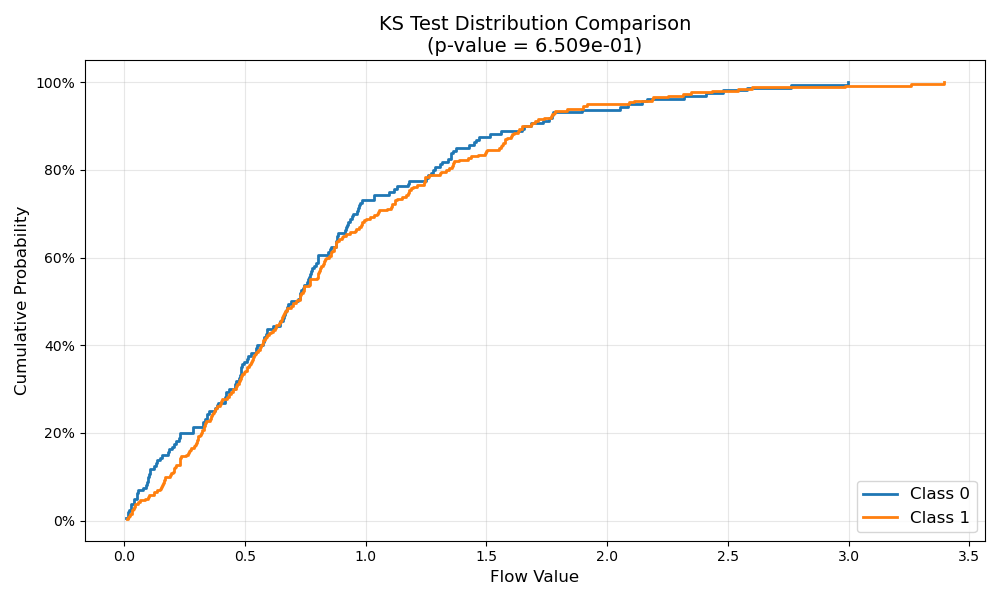 KS Test Distribution Comparison
(p-value = 6.509e-01)
Cumulative Probability
100%
80%
60%
40%
20%
0%
Class 0
Class 1
0.0 0.5 1.0 1.5 2.0 2.5 3.0 3.5
Flow Value